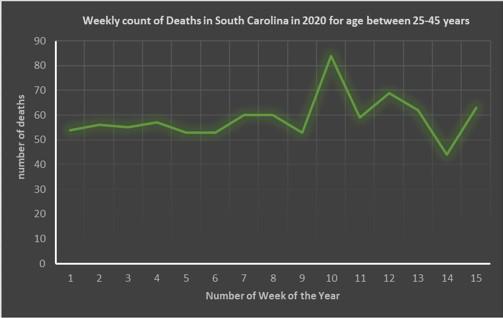 Weekly count of Deaths in South Carolina in 2020 for age between 25-45 years
number of deaths
90
80
70
60
50
40
30
20
10
0
1 2 3 4 5 6 7 8 9 10 11 12 13 14 15
Number of Week of the Year